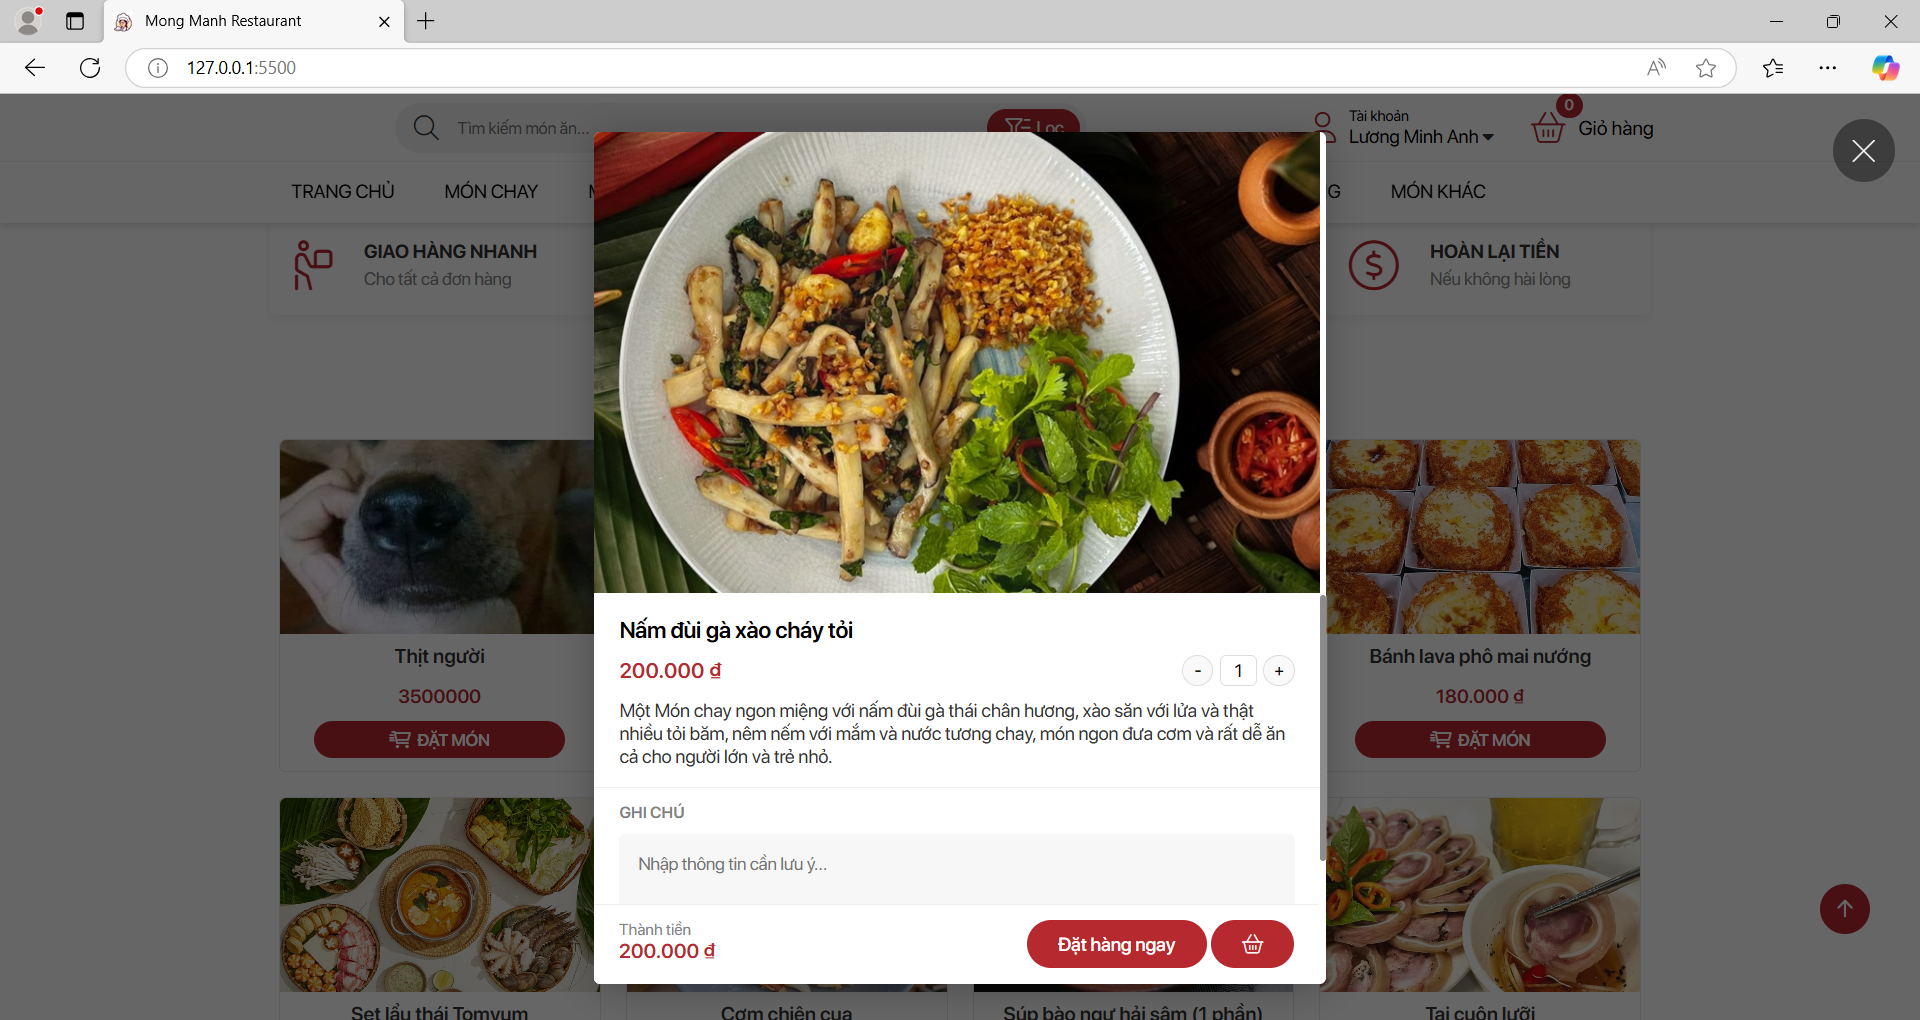 Mong Manh Restaurant
127.0.0.1:5500
Tìm kiếm món ăn...
Lọc
Tài khoản
Lương Minh Anh
0
Giỏ hàng
TRANG CHỦ
MÓN CHAY
MÓN KHÁC
GIAO HÀNG NHANH
Cho tất cả đơn hàng
HOÀN LẠI TIỀN
Nếu không hài lòng
Nấm đùi gà xào cháy tỏi
200.000 ₫
- 1 +
Một Món chay ngon miệng với nấm đùi gà thái chân hương, xào săn với lửa và thật
nhiều tỏi băm, nêm nếm với mắm và nước tương chay, món ngon đưa cơm và rất dễ ăn
cả cho người lớn và trẻ nhỏ.
GHI CHÚ
Nhập thông tin cần lưu ý...
Thành tiền
200.000 ₫
Đặt hàng ngay
Thịt người
3500000
ĐẶT MÓN
Bánh lava phô mai nướng
180.000 ₫
ĐẶT MÓN
Set lẩu thái Tomyum
Cơm chiên cua
Súp bào ngư hải sâm (1 phần)
Tai cuộn lưỡi